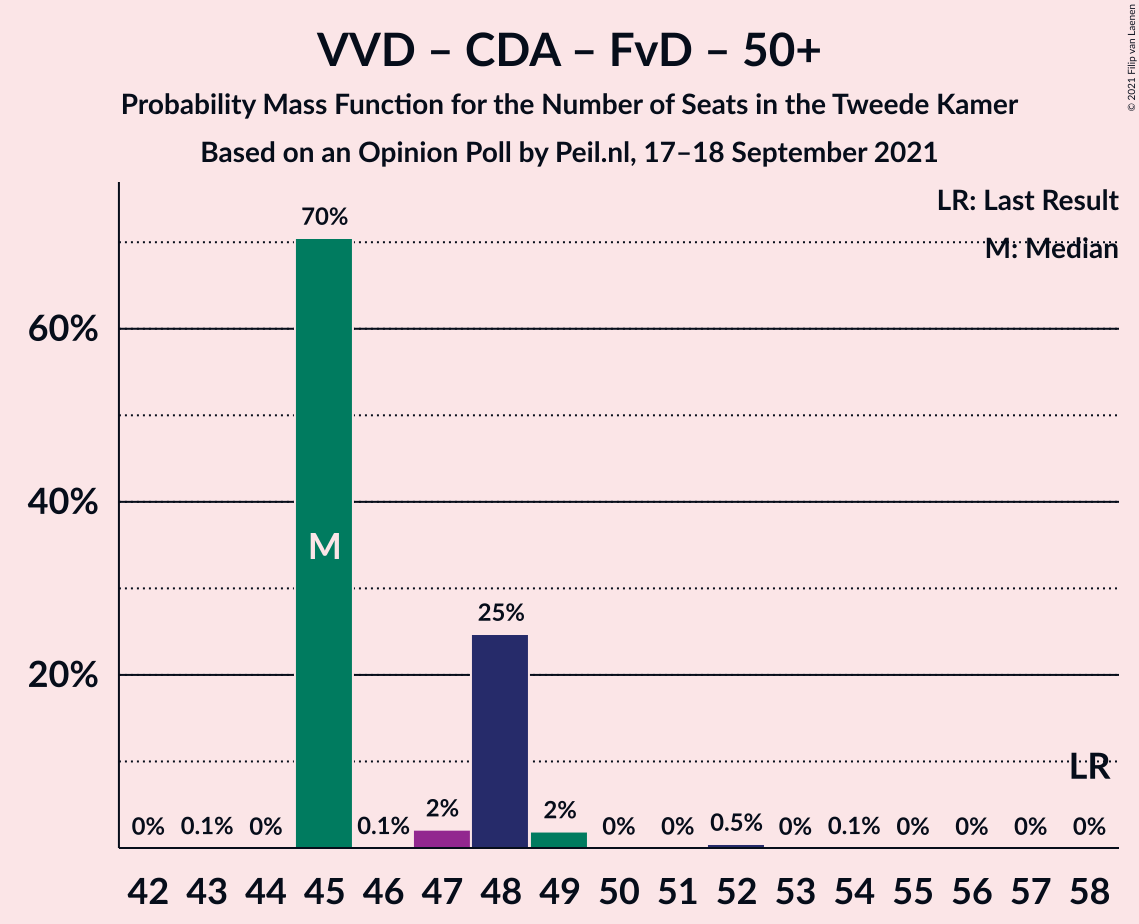 VVD – CDA – FvD – 50+
Probability Mass Function for the Number of Seats in the Tweede Kamer
Based on an Opinion Poll by Peil.nl, 17–18 September 2021
© 2021 Filip van Laenen
LR: Last Result
M: Median
60%
40%
20%
0% 0.1% 0% 70% 0.1% 2% 25% 2% 0% 0% 0.5% 0% 0.1% 0% 0% 0% 0%
M
LR
42 43 44 45 46 47 48 49 50 51 52 53 54 55 56 57 58